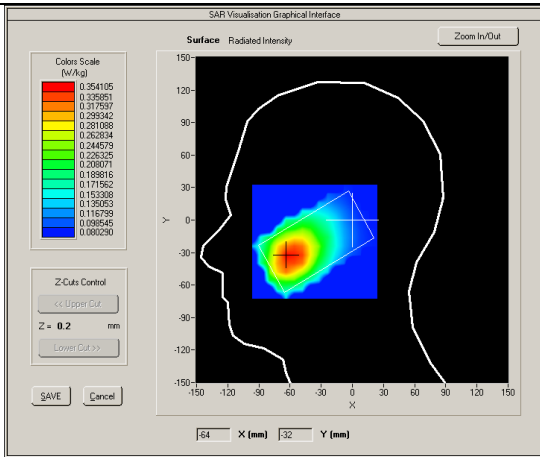 SAR Visualisation Graphical Interface
Surface Radiated Intensity
Zoom In/Out
Colors Scale
(W/kg)
0.354105
0.335851
0.317597
0.299342
0.281088
0.262834
0.244579
0.226325
0.208071
0.189816
0.171562
0.153308
0.135053
0.116799
0.098545
0.080290
Z-Cuts Control
<< Upper Cut
Z = 0.2 mm
Lower Cut >>
SAVE Cancel
150
120
90
60
30
0
-30
-60
-90
-120
-150
Y
-150 -120 -90 -60 -30 0 30 60 90 120 150
X
-64 X (mm) -32 Y (mm)